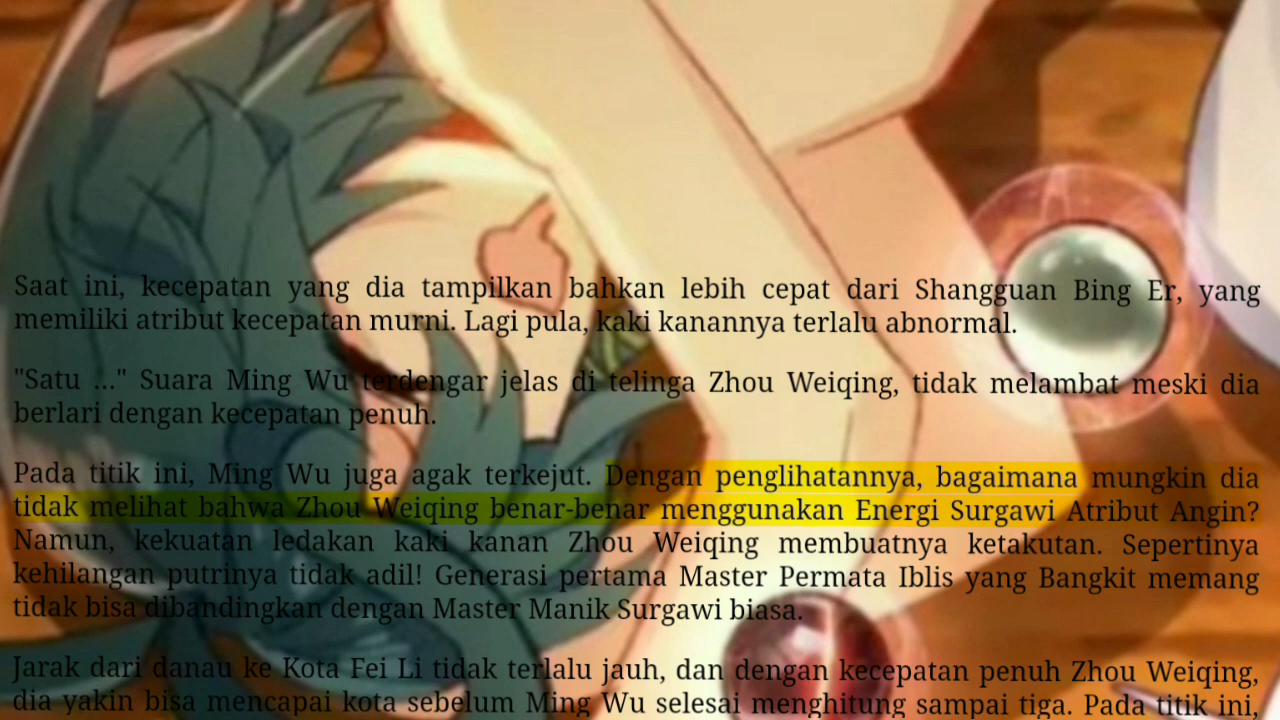 Saat ini, kecepatan yang dia tampilkan bahkan lebih cepat dari Shangguan Bing Er, yang
memiliki atribut kecepatan murni. Lagi pula, kaki kanannya terlalu abnormal.
"Satu ..." Suara Ming Wu terdengar jelas di telinga Zhou Weiqing, tidak melambat meski dia
berlari dengan kecepatan penuh.
Pada titik ini, Ming Wu juga agak terkejut. Dengan penglihatannya, bagaimana mungkin dia
tidak melihat bahwa Zhou Weiqing benar-benar menggunakan Energi Surgawi Atribut Angin?
Namun, kekuatan ledakan kaki kanan Zhou Weiqing membuatnya ketakutan. Sepertinya
kehilangan putrinya tidak adil! Generasi pertama Master Permata Iblis yang Bangkit memang
tidak bisa dibandingkan dengan Master Manik Surgawi biasa.
Jarak dari danau ke Kota Fei Li tidak terlalu jauh, dan dengan kecepatan penuh Zhou Weiqing,
dia yakin bisa mencapai kota sebelum Ming Wu selesai menghitung sampai tiga. Pada titik ini,